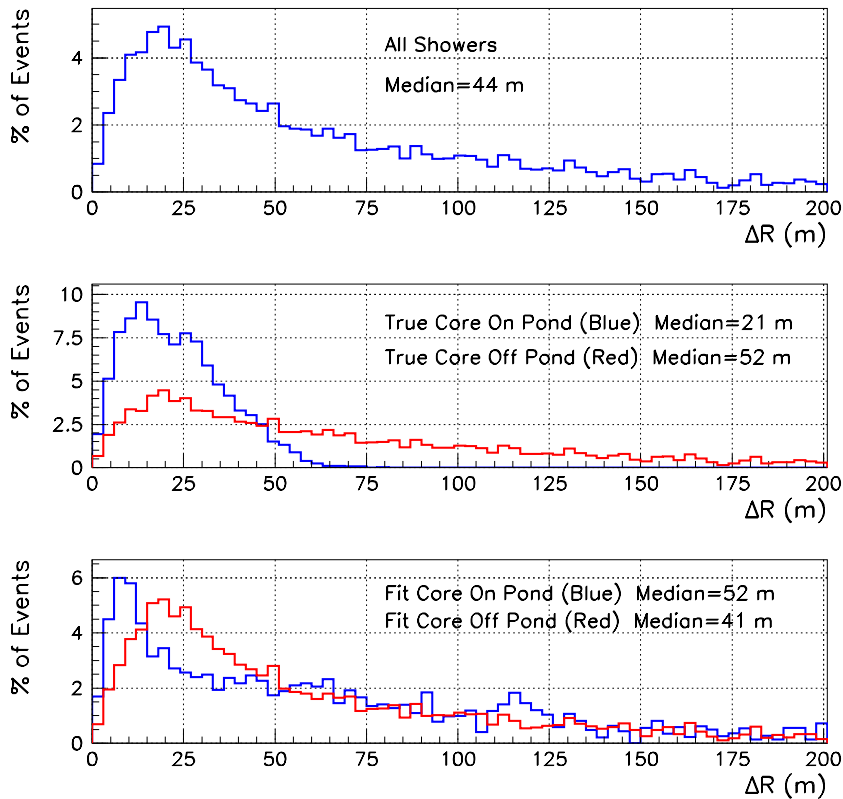 % of Events
4
2
0
All Showers
Median=44 m
0 25 50 75 100 125 150 175 200
ΔR (m)
% of Events
10
7.5
5
2.5
0
True Core On Pond (Blue) Median=21 m
True Core Off Pond (Red) Median=52 m
0 25 50 75 100 125 150 175 200
ΔR (m)
% of Events
6
4
2
0
Fit Core On Pond (Blue) Median=52 m
Fit Core Off Pond (Red) Median=41 m
0 25 50 75 100 125 150 175 200
ΔR (m)